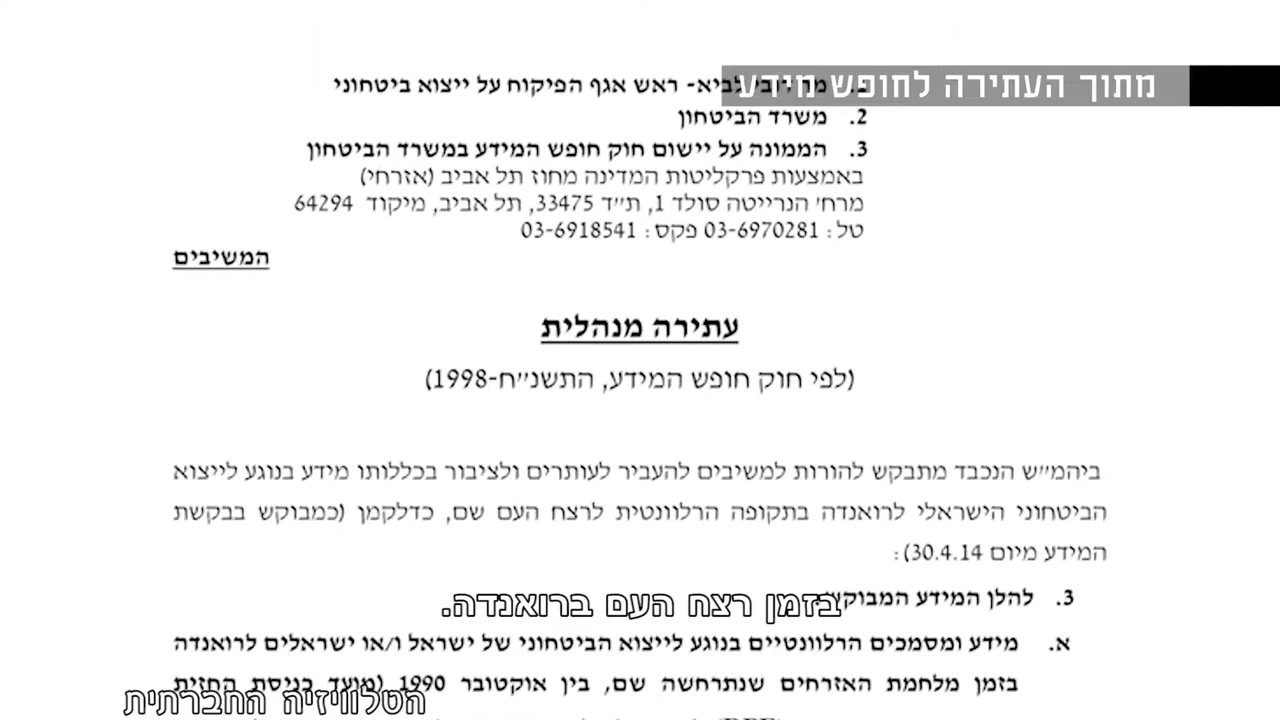 מתוך העתירה לחופש מידע
לביא- ראש אגף הפיקוח על ייצוא ביטחוני
2. משרד הביטחון
3. הממונה על יישום חוק חופש המידע במשרד הביטחון
באמצעות פרקליטות המדינה מחוז תל אביב (אזרחי)
מרח׳ הנרייטה סולד 1, ת״ד 33475, תל אביב, מיקוד 64294
טל: 03-6970281 פקס: 03-6918541
המשיבים
עתירה מנהלית
(לפי חוק חופש המידע, התשנ״ח-1998)
ביהמ״ש הנכבד מתבקש להורות למשיבים להעביר לעותרים ולציבור בכללותו מידע בנוגע לייצוא
הביטחוני הישראלי לרואנדה בתקופה הרלוונטית לרצח העם שם, כדלקמן (כמבוקש בבקשת
המידע מיום 30.4.14):
3. להלן המידע המבוקש
בזמן רצח העם ברואנדה.
א. מידע ומסמכים הרלוונטיים בנוגע לייצוא הביטחוני של ישראל ו/או ישראלים לרואנדה
בזמן מלחמת האזרחים שנתרחשה שם, בין אוקטובר 1990 (מועד כניסת החזית
הטלוויזיה החברתית